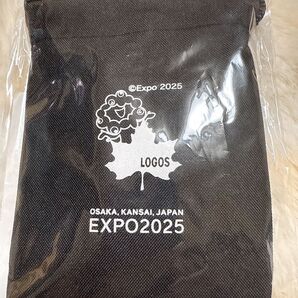 ©Expo 2025
LOGOS
OSAKA, KANSAI, JAPAN
EXPO2025